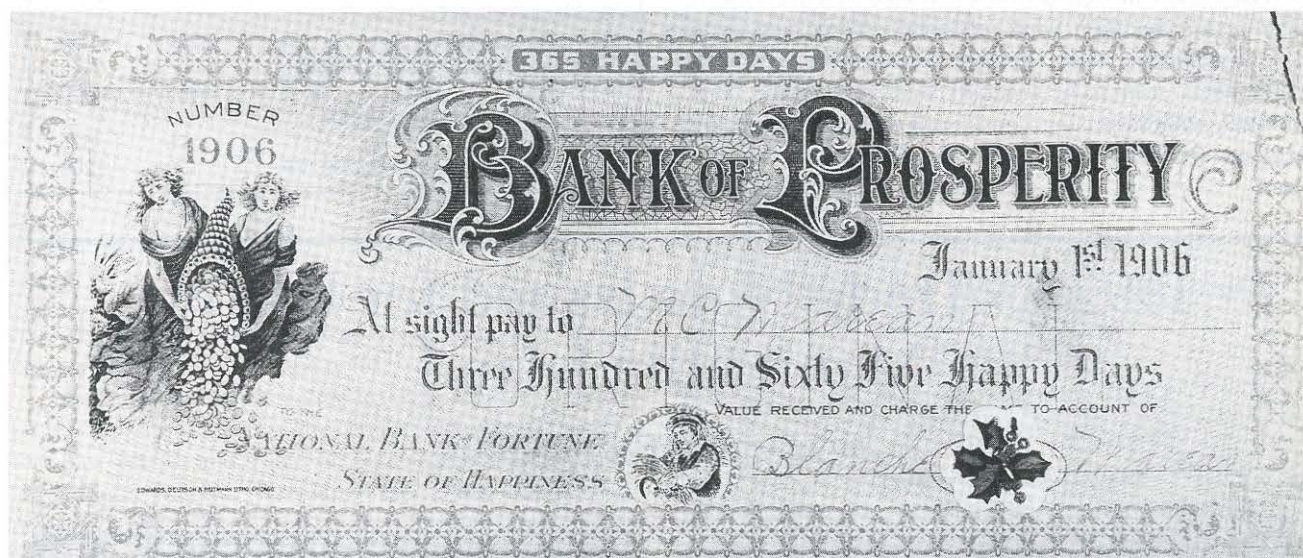 365 HAPPY DAYS
NUMBER
1906
BANK OF PROSPERITY
January 1st 1906
At sight pay to M. C.
Three Hundred and Sixty Five Happy Days
VALUE RECEIVED AND CHARGE THE TO ACCOUNT OF
TO THE
NATIONAL BANK OF FORTUNE
STATE OF HAPPINESS
Blanche
EDWARDS, DEUTSCH & HEITMANN LITHO. CHICAGO